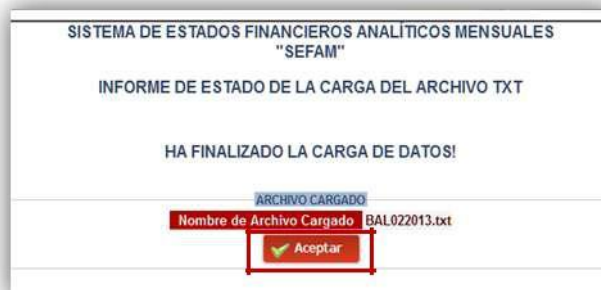 SISTEMA DE ESTADOS FINANCIEROS ANALÍTICOS MENSUALES
"SEFAM"
INFORME DE ESTADO DE LA CARGA DEL ARCHIVO TXT
HA FINALIZADO LA CARGA DE DATOS!
ARCHIVO CARGADO
Nombre de Archivo Cargado BAL022013.txt
Aceptar